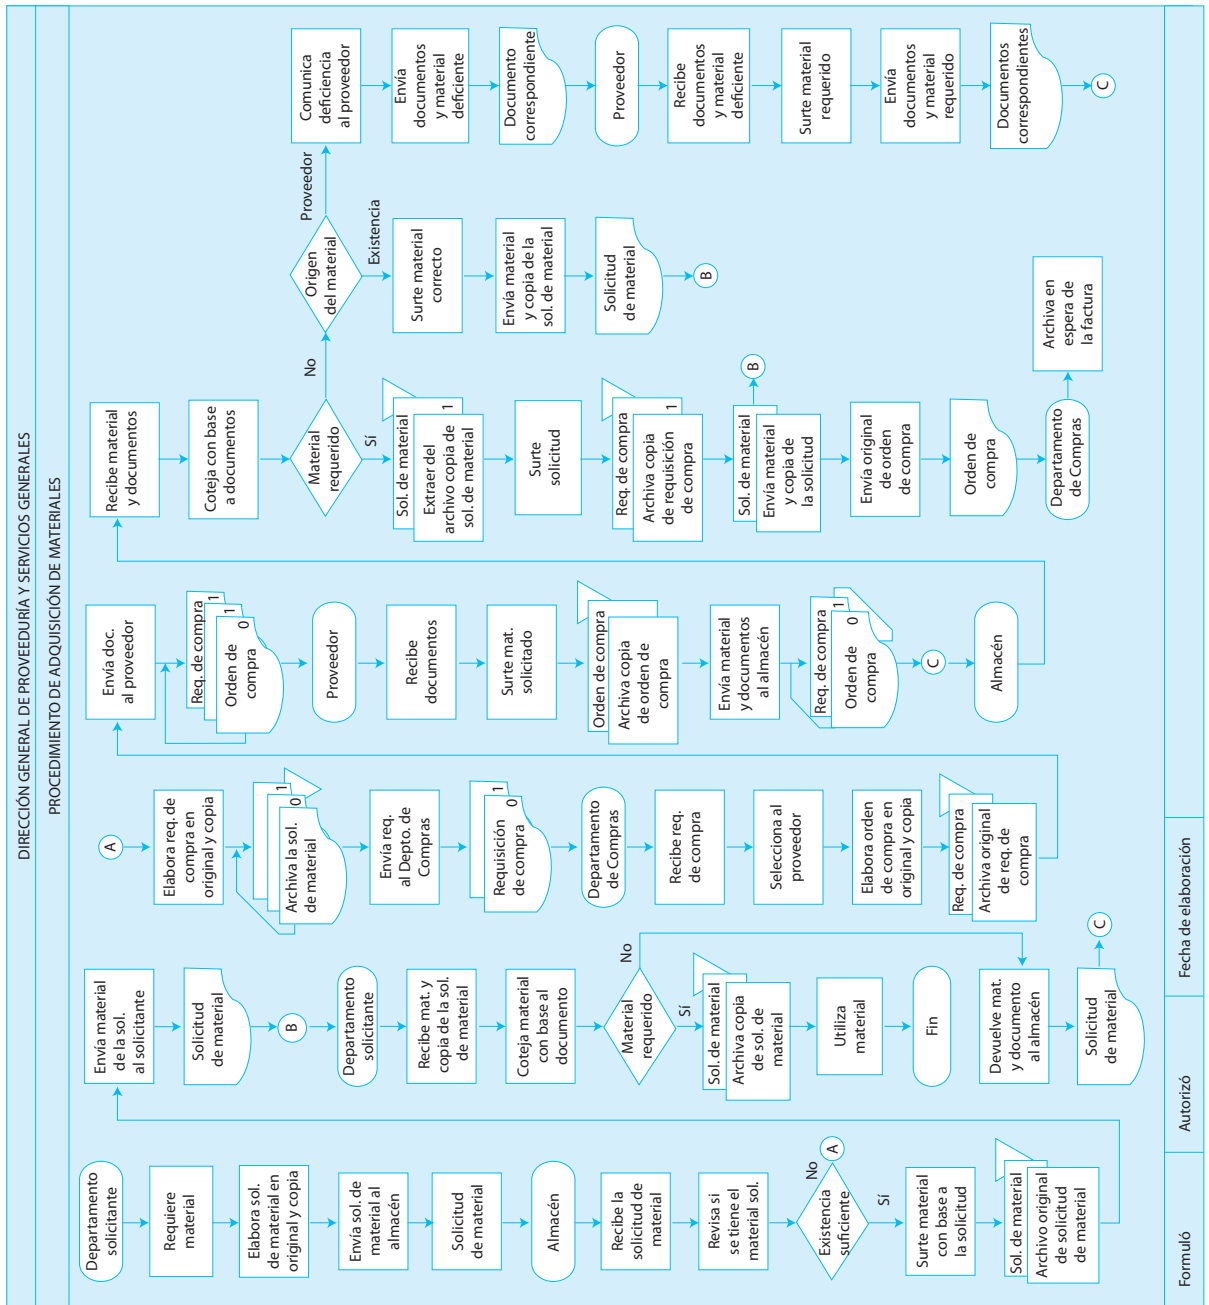 DIRECCIÓN GENERAL DE PROVEEDURÍA Y SERVICIOS GENERALES
PROCEDIMIENTO DE ADQUISICIÓN DE MATERIALES
Departamento
solicitante
Requiere
material
Elabora sol.
de material en
original y copia
Envía sol. de
material al
almacén
Solicitud
de material
Almacén
Recibe la
solicitud de
material
Revisa si
se tiene el
material sol.
Existencia
suficiente
No
A
Sí
Surte material
con base a
la solicitud
Sol. de material
Archivo original
de solicitud
de material
Envía material
de la sol.
al solicitante
Solicitud
de material
B
Departamento
solicitante
Recibe mat. y
copia de la sol.
de material
Coteja material
con base al
documento
Material
requerido
No
Sí
Sol. de material
Archiva copia
de sol. de
material
Utiliza
material
Fin
Devuelve mat.
y documento
al almacén
Solicitud
de material
C
A
Elabora req. de
compra en
original y copia
1
0
Archiva la sol.
de material
Envía req.
al Depto. de
Compras
1
0
Requisición
de compra
Departamento
de Compras
Recibe req.
de compra
Selecciona al
proveedor
Elabora orden
de compra en
original y copia
Req. de compra
Archiva original
de req. de
compra
Envía doc.
al proveedor
Req. de compra 1
1
0
Orden de
compra
Proveedor
Recibe
documentos
Surte mat.
solicitado
Orden de compra
Archiva copia
de orden de
compra
Envía material
y documentos
al almacén
Req. de compra 1
0
Orden de
compra
C
Almacén
Recibe material
y documentos
Coteja con base
a documentos
Material
requerido
No
Sí
Sol. de material
1
Extraer del
archivo copia de
sol. de material
Surte
solicitud
Req. de compra
1
Archiva copia
de requisición
de compra
Sol. de material
Envía material
y copia de
la solicitud
B
Envía original
de orden
de compra
Orden de
compra
Departamento
de Compras
Archiva en
espera de
la factura
Origen
del material
Proveedor
Existencia
Surte material
correcto
Envía material
y copia de la
sol. de material
Solicitud
de material
B
Comunica
deficiencia
al proveedor
Envía
documentos
y material
deficiente
Documento
correspondiente
Proveedor
Recibe
documentos
y material
deficiente
Surte material
requerido
Envía
documentos
y material
requerido
Documentos
correspondientes
C
Formuló
Autorizó
Fecha de elaboración